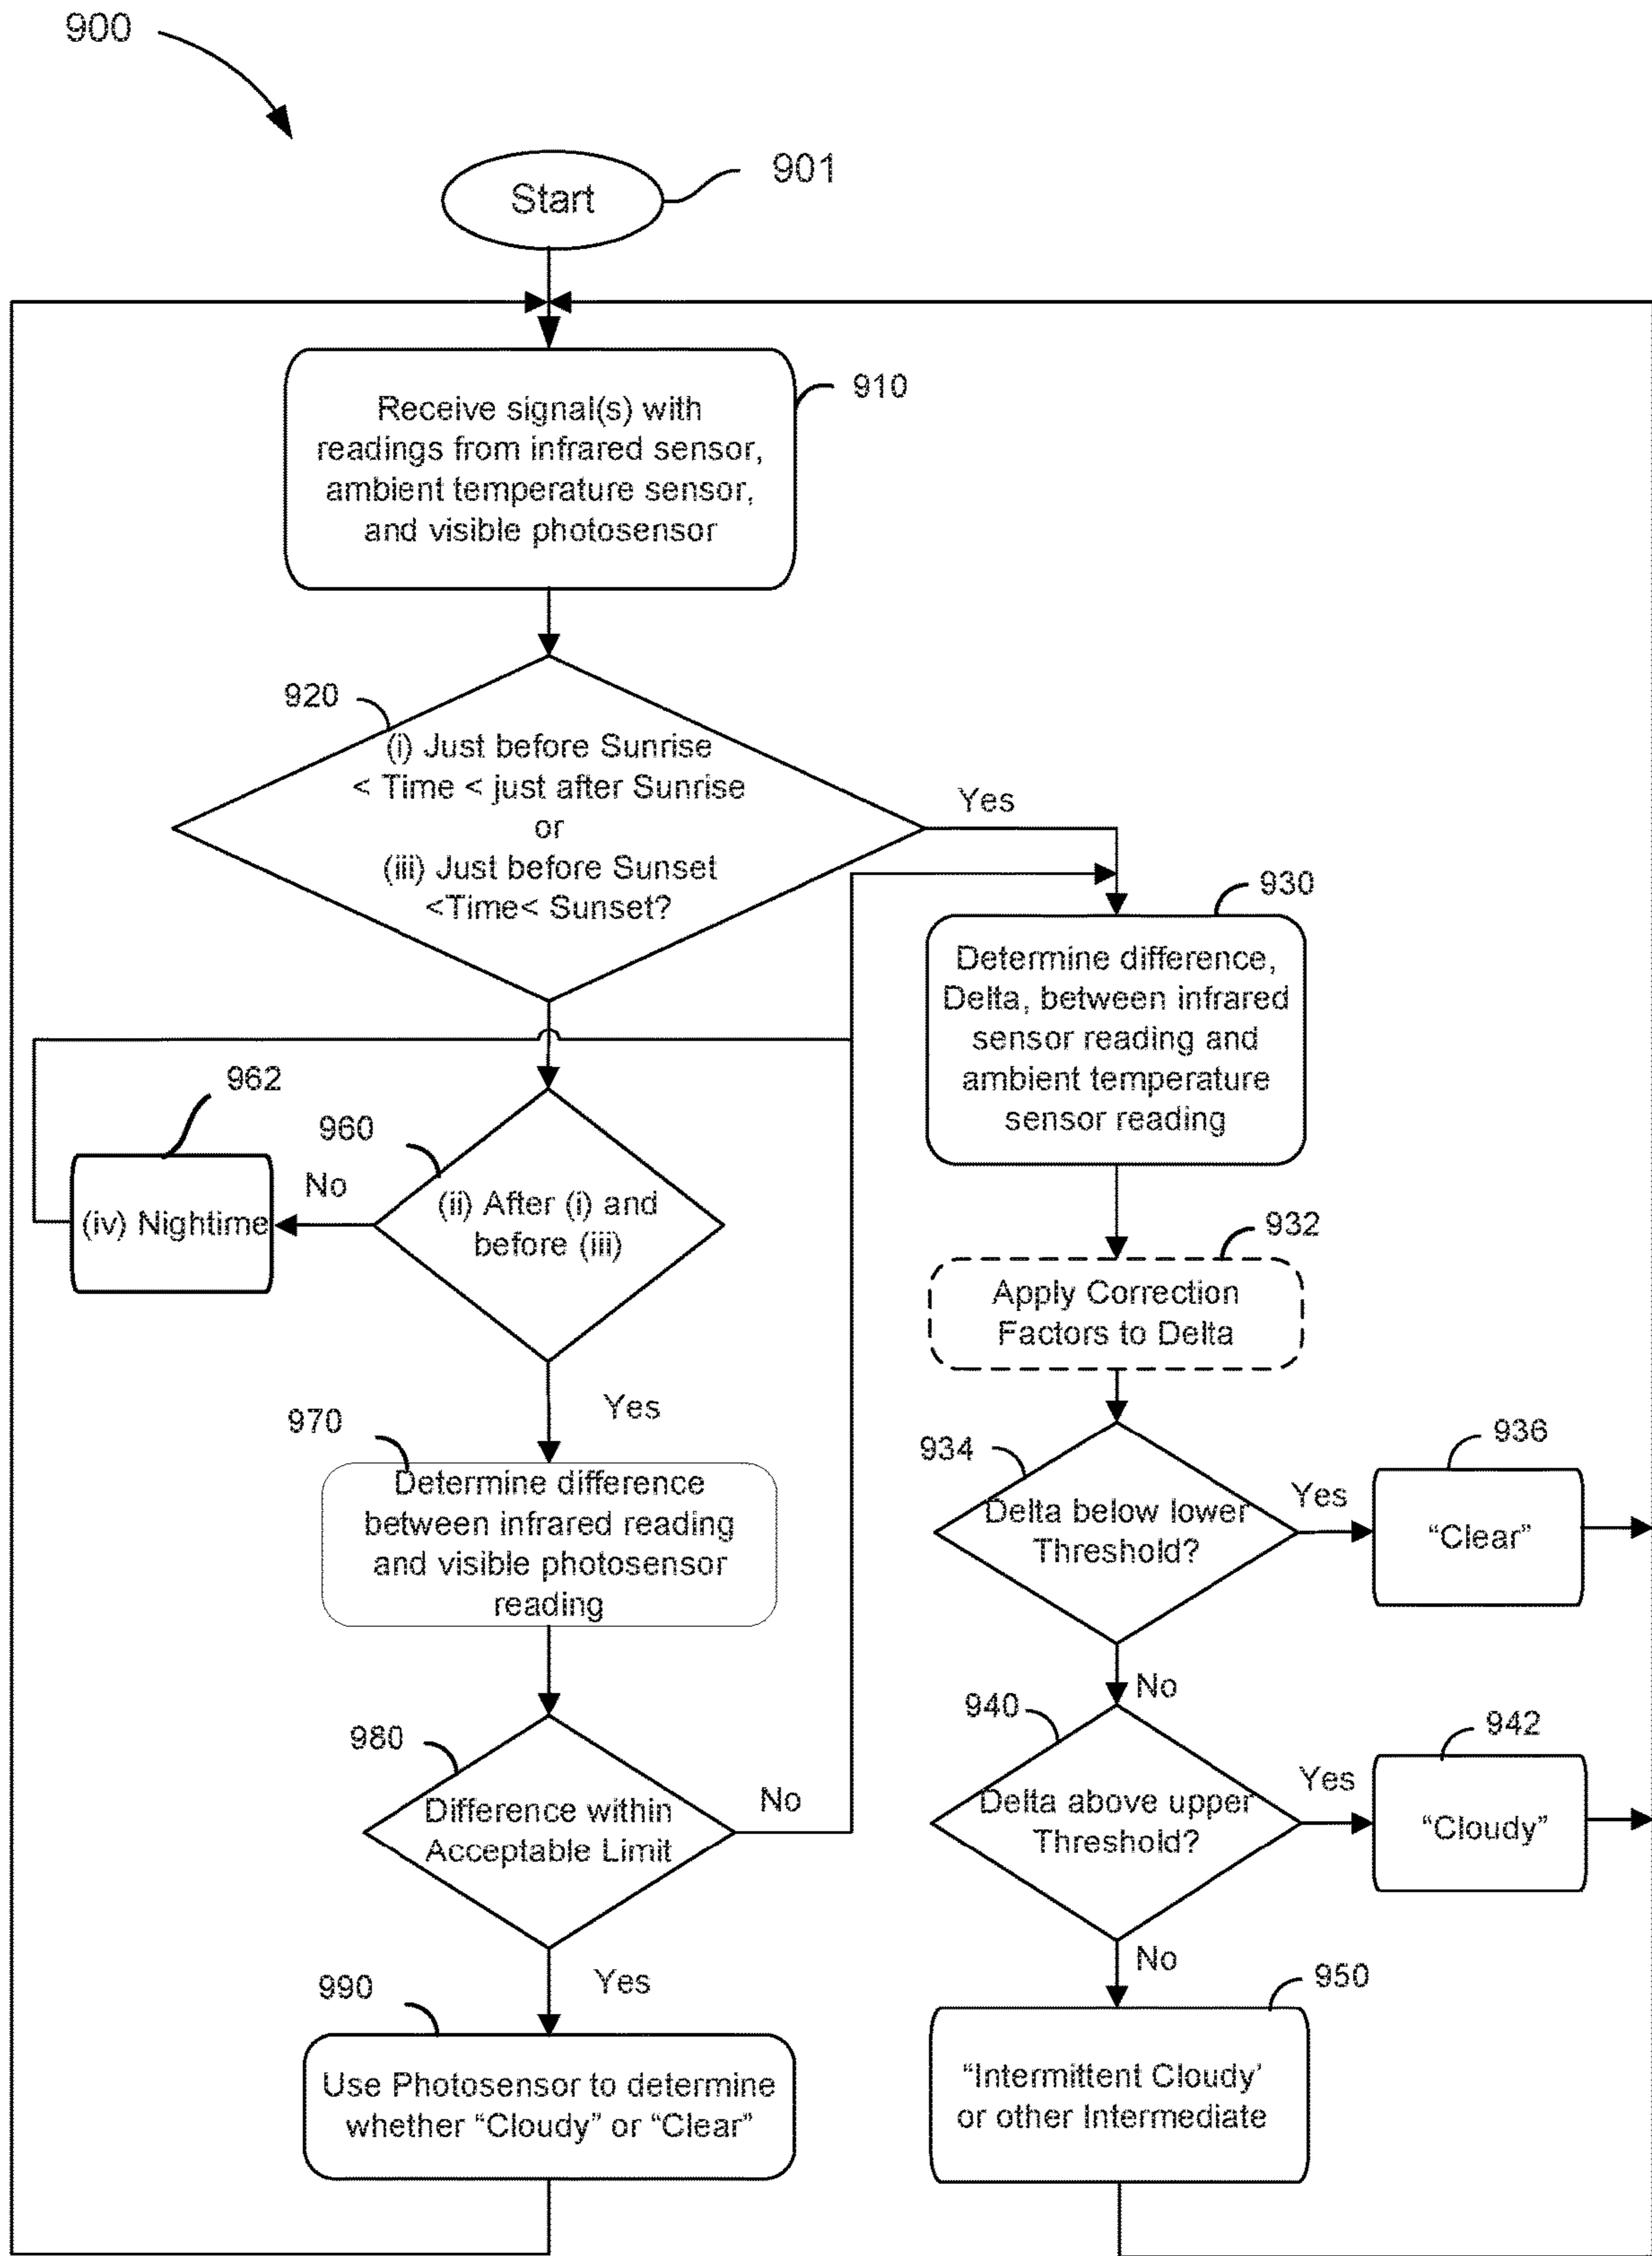 900
Start
901
Receive signal(s) with
readings from infrared sensor,
ambient temperature sensor,
and visible photosensor
910
920
(i) Just before Sunrise
< Time < just after Sunrise
or
(iii) Just before Sunset
<Time< Sunset?
Yes
930
Determine difference,
Delta, between infrared
sensor reading and
ambient temperature
sensor reading
962
(iv) Nightime
No
960
(ii) After (i) and
before (iii)
Yes
932
Apply Correction
Factors to Delta
970
Determine difference
between infrared reading
and visible photosensor
reading
934
Delta below lower
Threshold?
Yes
936
“Clear”
No
980
Difference within
Acceptable Limit
No
940
Delta above upper
Threshold?
Yes
942
“Cloudy”
Yes
No
990
Use Photosensor to determine
whether “Cloudy” or “Clear”
950
“Intermittent Cloudy’
or other Intermediate